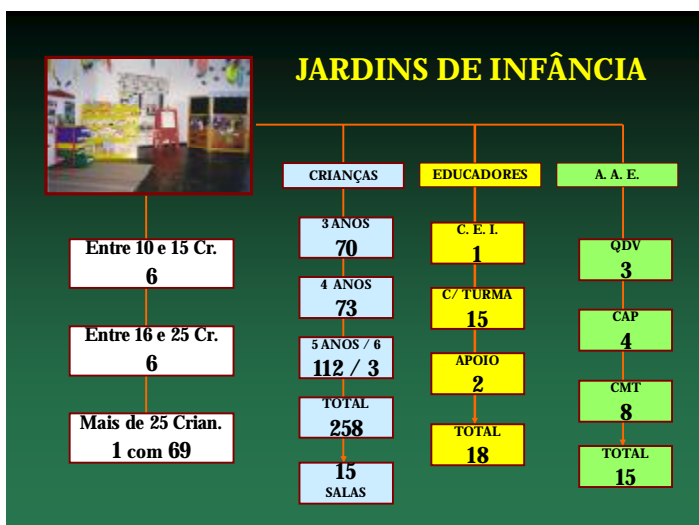 JARDINS DE INFÂNCIA
Entre 10 e 15 Cr.
6
Entre 16 e 25 Cr.
6
Mais de 25 Crian.
1 com 69
CRIANÇAS
3 ANOS
70
4 ANOS
73
5 ANOS / 6
112 / 3
TOTAL
258
15
SALAS
EDUCADORES
C. E. I.
1
C/ TURMA
15
APOIO
2
TOTAL
18
A. A. E.
QDV
3
CAP
4
CMT
8
TOTAL
15